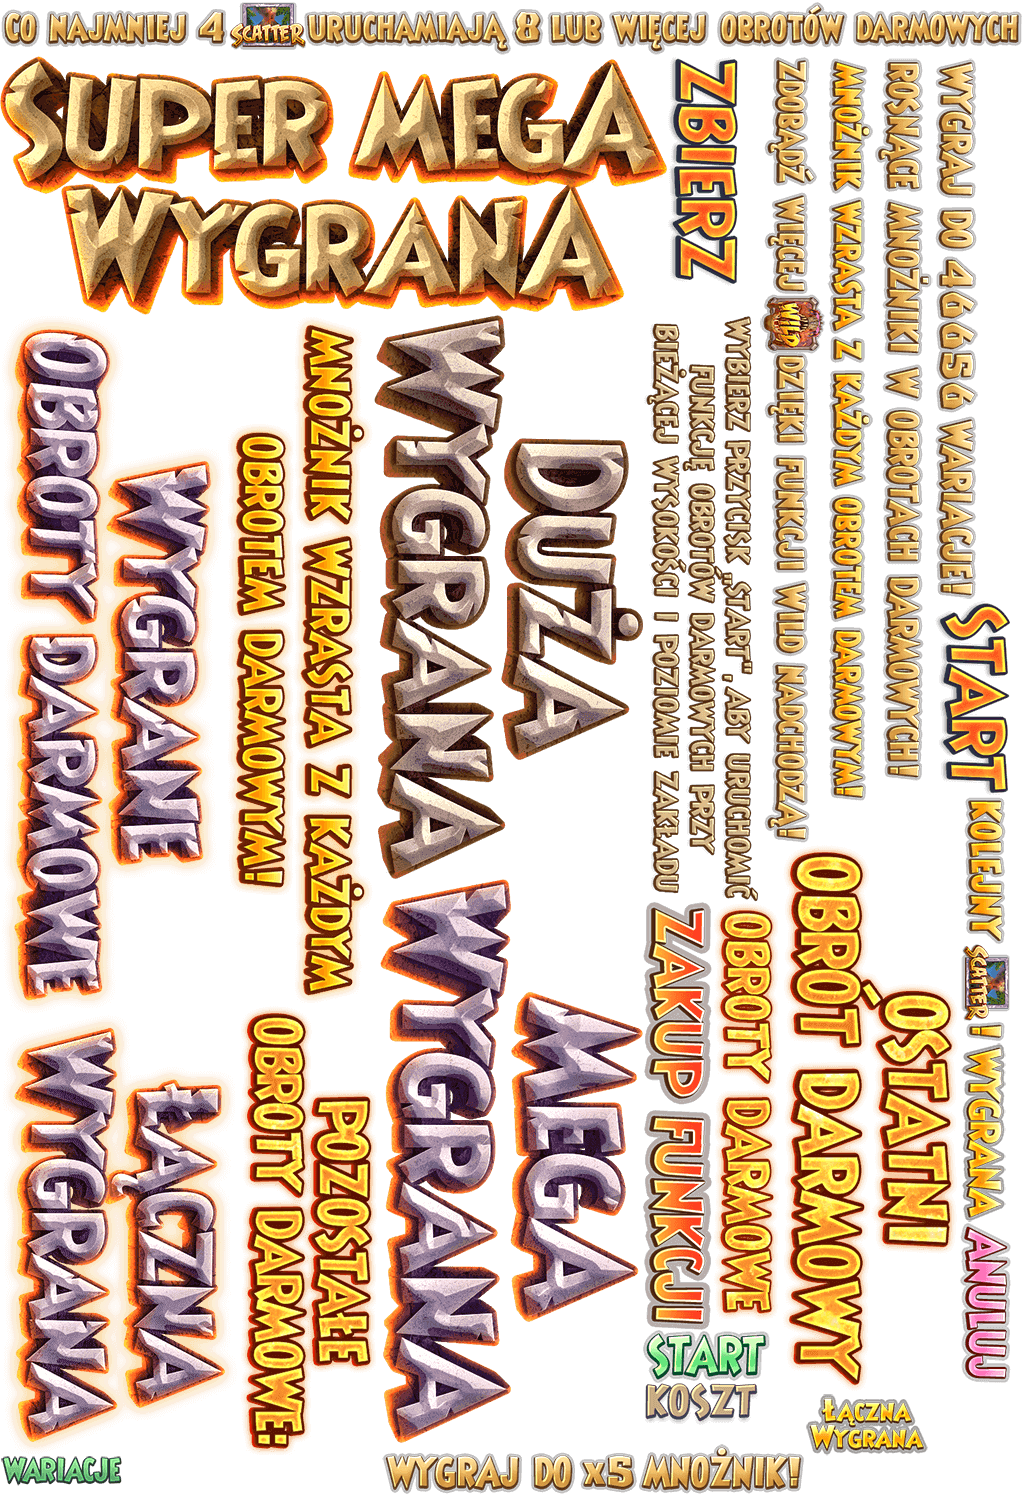 CO NAJMNIEJ 4 SCATTER URUCHAMIAJĄ 8 LUB WIĘCEJ OBROTÓW DARMOWYCH
SUPER MEGA
WYGRANA
ZBIERZ
ZDOBĄDŹ WIĘCEJ WILD DZIĘKI FUNKCJI WILD NADCHODZĄ!
MNOŻNIK WZRASTA Z KAŻDYM OBROTEM DARMOWYM!
ROSNĄCE MNOŻNIKI W OBROTACH DARMOWYCH!
WYGRAJ DO 46656 WARIACJE!
OBROTY DARMOWE
WYGRANE
MNOŻNIK WZRASTA Z KAŻDYM
OBROTEM DARMOWYM!
DUŻA
WYGRANA
WYBIERZ PRZYCISK „START”, ABY URUCHOMIĆ
FUNKCJĘ OBROTÓW DARMOWYCH PRZY
BIEŻĄCEJ WYSOKOŚCI I POZIOMIE ZAKŁADU
START
KOLEJNY SCATTER! WYGRANA
ANULUJ
OSTATNI
OBRÓT DARMOWY
OBROTY DARMOWE
ZAKUP FUNKCJI
MEGA
WYGRANA
POZOSTAŁE
OBROTY DARMOWE:
ŁĄCZNA
WYGRANA
START
KOSZT
ŁĄCZNA
WYGRANA
WARIACJE
WYGRAJ DO X5 MNOŻNIK!